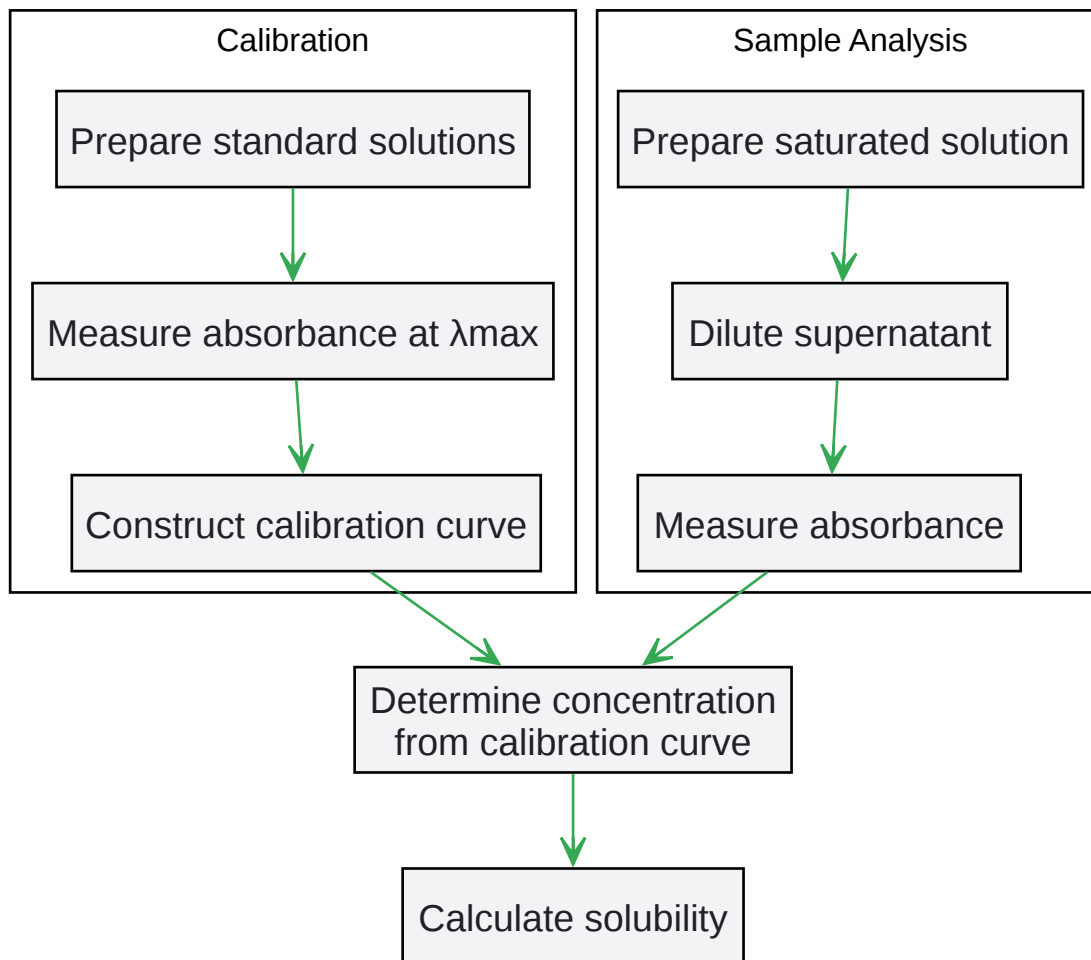 Calibration
Prepare standard solutions
Measure absorbance at λmax
Construct calibration curve
Sample Analysis
Prepare saturated solution
Dilute supernatant
Measure absorbance
Determine concentration
from calibration curve
Calculate solubility